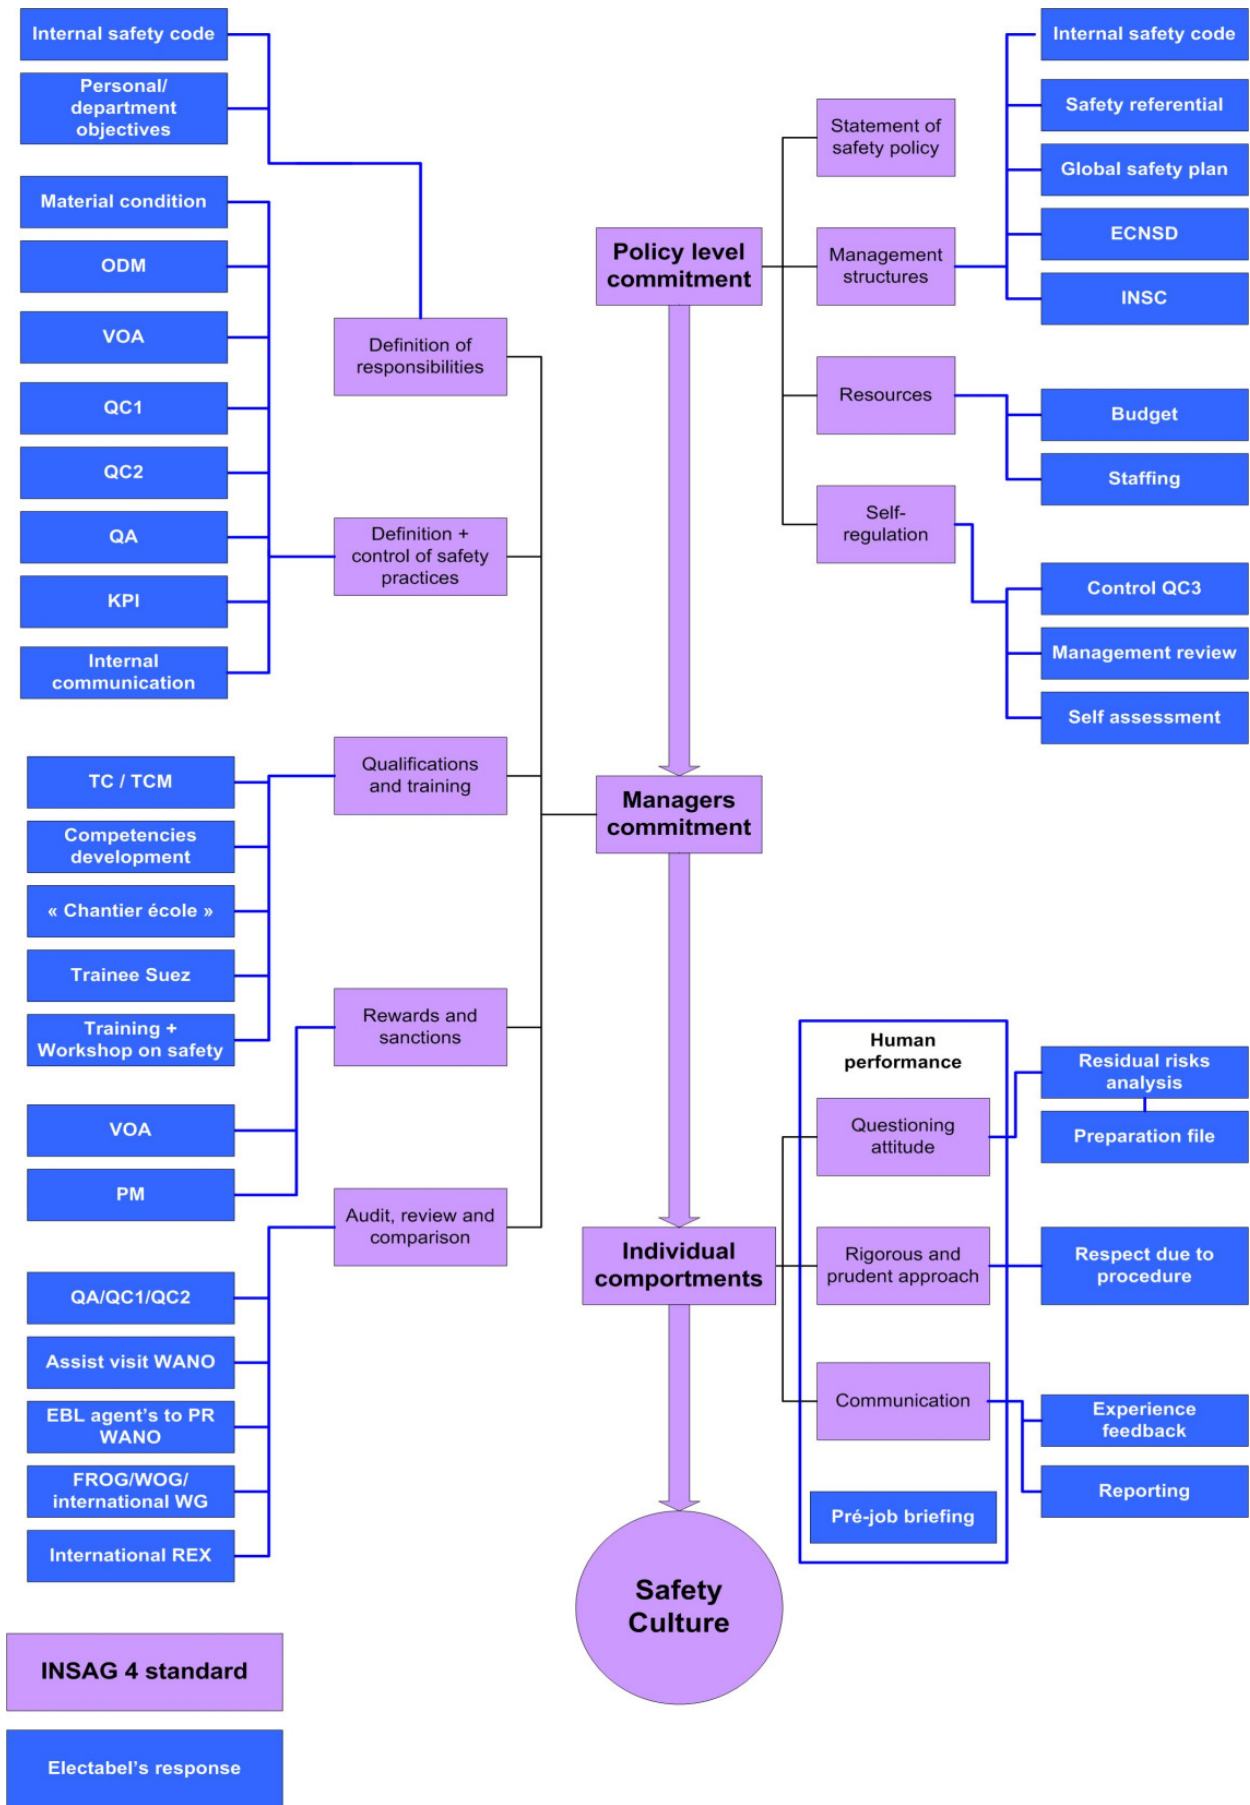 Internal safety code
Personal/
department
objectives
Material condition
ODM
VOA
QC1
QC2
QA
KPI
Internal
communication
TC / TCM
Competencies
development
« Chantier école »
Trainee Suez
Training +
Workshop on safety
VOA
PM
QA/QC1/QC2
Assist visit WANO
EBL agent's to PR
WANO
FROG/WOG/
international WG
International REX
Definition of
responsibilities
Definition +
control of safety
practices
Qualifications
and training
Rewards and
sanctions
Audit, review and
comparison
Policy level
commitment
Managers
commitment
Individual
comportments
Safety
Culture
Statement of
safety policy
Management
structures
Resources
Self-
regulation
Human
performance
Questioning
attitude
Rigorous and
prudent approach
Communication
Pré-job briefing
Internal safety code
Safety referential
Global safety plan
ECNSD
INSC
Budget
Staffing
Control QC3
Management review
Self assessment
Residual risks
analysis
Preparation file
Respect due to
procedure
Experience
feedback
Reporting
INSAG 4 standard
Electabel's response